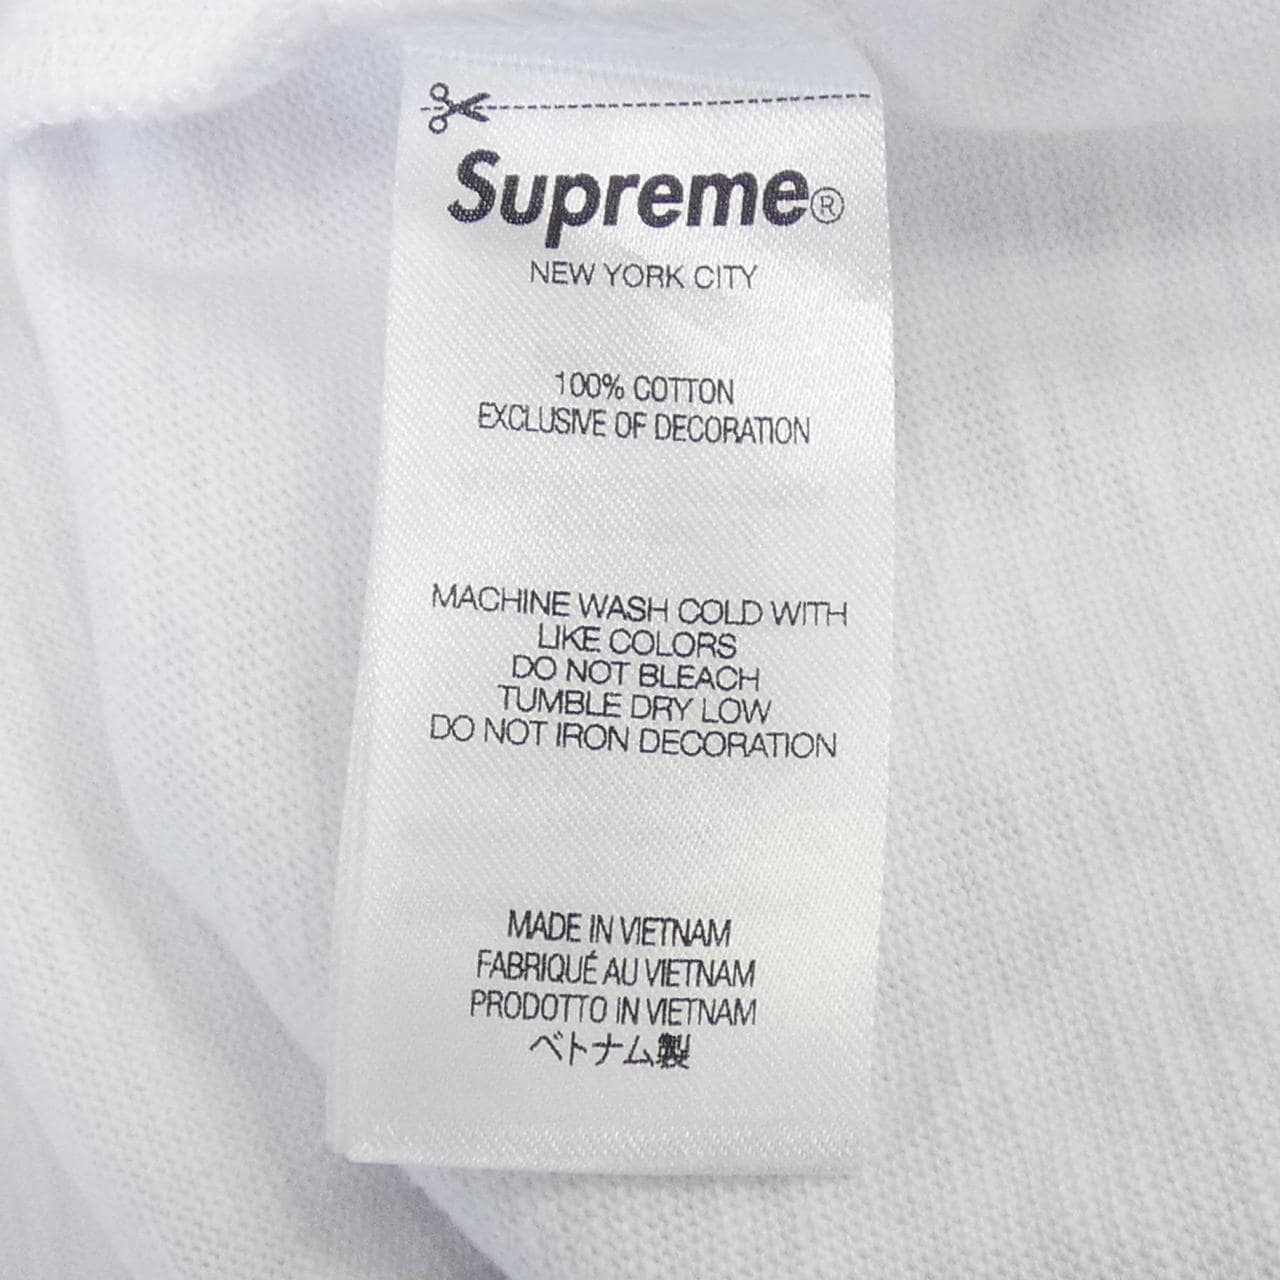 Supreme®
NEW YORK CITY
100% COTTON
EXCLUSIVE OF DECORATION
MACHINE WASH COLD WITH
LIKE COLORS
DO NOT BLEACH
TUMBLE DRY LOW
DO NOT IRON DECORATION
MADE IN VIETNAM
FABRIQUÉ AU VIETNAM
PRODOTTO IN VIETNAM
ベトナム製